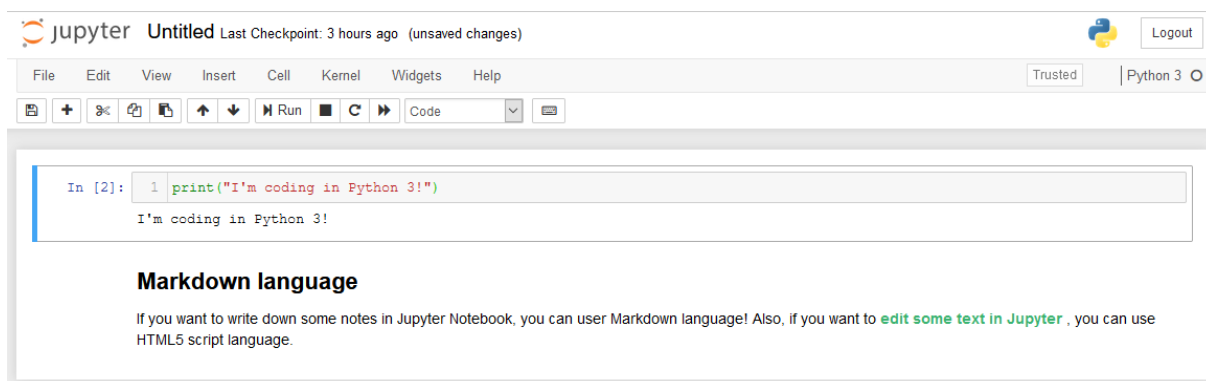 jupyter Untitled Last Checkpoint: 3 hours ago (unsaved changes) Logout
File Edit View Insert Cell Kernel Widgets Help Trusted Python 3
Run Code
In [2]: 1 print("I'm coding in Python 3!")
I'm coding in Python 3!
Markdown language
If you want to write down some notes in Jupyter Notebook, you can user Markdown language! Also, if you want to edit some text in Jupyter , you can use
HTML5 script language.